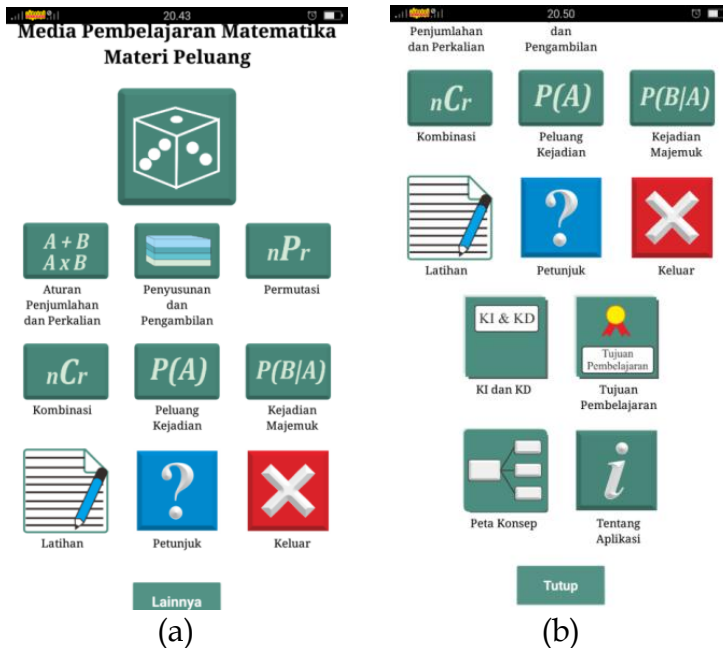 20.43
Media Pembelajaran Matematika
Materi Peluang
A + B
A x B
nPr
Aturan
Penjumlahan
dan Perkalian
Penyusunan
dan
Pengambilan
Permutasi
nCr
P(A)
P(B|A)
Kombinasi
Peluang
Kejadian
Kejadian
Majemuk
?
Latihan
Petunjuk
Keluar
Lainnya
(a)
20.50
Penjumlahan
dan Perkalian
dan
Pengambilan
nCr
P(A)
P(B|A)
Kombinasi
Peluang
Kejadian
Kejadian
Majemuk
?
Latihan
Petunjuk
Keluar
KI & KD
Tujuan
Pembelajaran
KI dan KD
Tujuan
Pembelajaran
i
Peta Konsep
Tentang
Aplikasi
Tutup
(b)